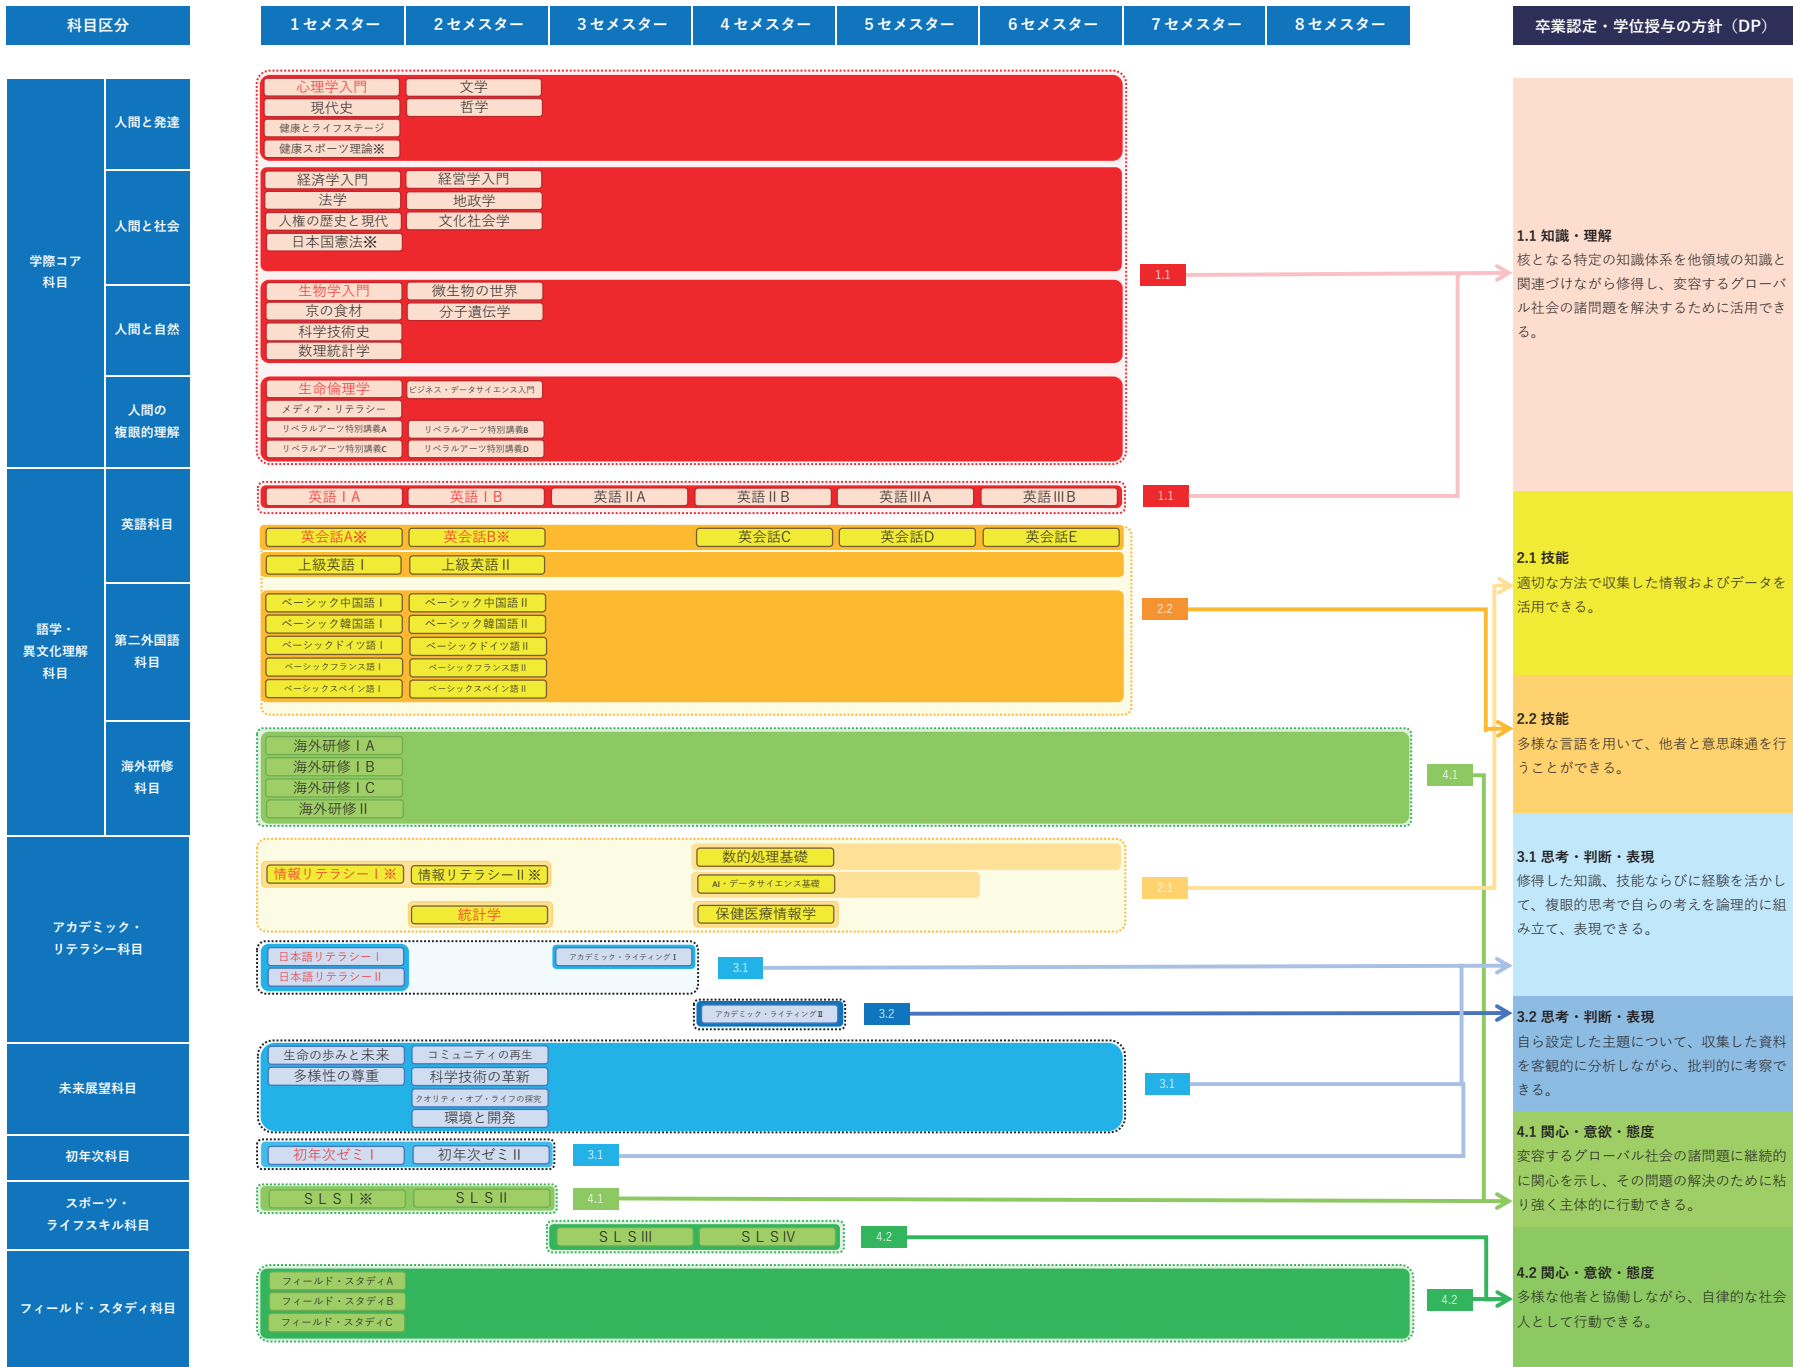 科目区分
1セメスター
2セメスター
3セメスター
4セメスター
5セメスター
6セメスター
7セメスター
8セメスター
卒業認定・学位授与の方針（DP）
学際コア
科目
人間と発達
心理学入門
文学
現代史
哲学
健康とライフステージ
健康スポーツ理論※
人間と社会
経済学入門
経営学入門
法学
地政学
人権の歴史と現代
文化社会学
日本国憲法※
人間と自然
生物学入門
微生物の世界
京の食材
分子遺伝学
科学技術史
数理統計学
人間の
複眼的理解
生命倫理学
ビジネス・データサイエンス入門
メディア・リテラシー
リベラルアーツ特別講義A
リベラルアーツ特別講義B
リベラルアーツ特別講義C
リベラルアーツ特別講義D
1.1
語学・
異文化理解
科目
英語科目
英語ⅠA
英語ⅠB
英語ⅡA
英語ⅡB
英語ⅢA
英語ⅢB
1.1
英会話A※
英会話B※
英会話C
英会話D
英会話E
上級英語Ⅰ
上級英語Ⅱ
第二外国語
科目
ベーシック中国語Ⅰ
ベーシック中国語Ⅱ
ベーシック韓国語Ⅰ
ベーシック韓国語Ⅱ
ベーシックドイツ語Ⅰ
ベーシックドイツ語Ⅱ
ベーシックフランス語Ⅰ
ベーシックフランス語Ⅱ
ベーシックスペイン語Ⅰ
ベーシックスペイン語Ⅱ
2.2
海外研修
科目
海外研修ⅠA
海外研修ⅠB
海外研修ⅠC
海外研修Ⅱ
4.1
アカデミック・
リテラシー科目
数的処理基礎
情報リテラシーⅠ※
情報リテラシーⅡ※
AI・データサイエンス基礎
統計学
保健医療情報学
2.1
日本語リテラシーⅠ
アカデミック・ライティングⅠ
日本語リテラシーⅡ
3.1
アカデミック・ライティングⅡ
3.2
未来展望科目
生命の歩みと未来
コミュニティの再生
多様性の尊重
科学技術の革新
クオリティ・オブ・ライフの探究
環境と開発
3.1
初年次科目
初年次ゼミⅠ
初年次ゼミⅡ
3.1
スポーツ・
ライフスキル科目
ＳＬＳⅠ※
ＳＬＳⅡ
4.1
ＳＬＳⅢ
ＳＬＳⅣ
4.2
フィールド・スタディ科目
フィールド・スタディA
フィールド・スタディB
フィールド・スタディC
4.2
1.1 知識・理解
核となる特定の知識体系を他領域の知識と
関連づけながら修得し、変容するグローバ
ル社会の諸問題を解決するために活用でき
る。
2.1 技能
適切な方法で収集した情報およびデータを
活用できる。
2.2 技能
多様な言語を用いて、他者と意思疎通を行
うことができる。
3.1 思考・判断・表現
修得した知識、技能ならびに経験を活かし
て、複眼的思考で自らの考えを論理的に組
み立て、表現できる。
3.2 思考・判断・表現
自ら設定した主題について、収集した資料
を客観的に分析しながら、批判的に考察で
きる。
4.1 関心・意欲・態度
変容するグローバル社会の諸問題に継続的
に関心を示し、その問題の解決のために粘
り強く主体的に行動できる。
4.2 関心・意欲・態度
多様な他者と協働しながら、自律的な社会
人として行動できる。